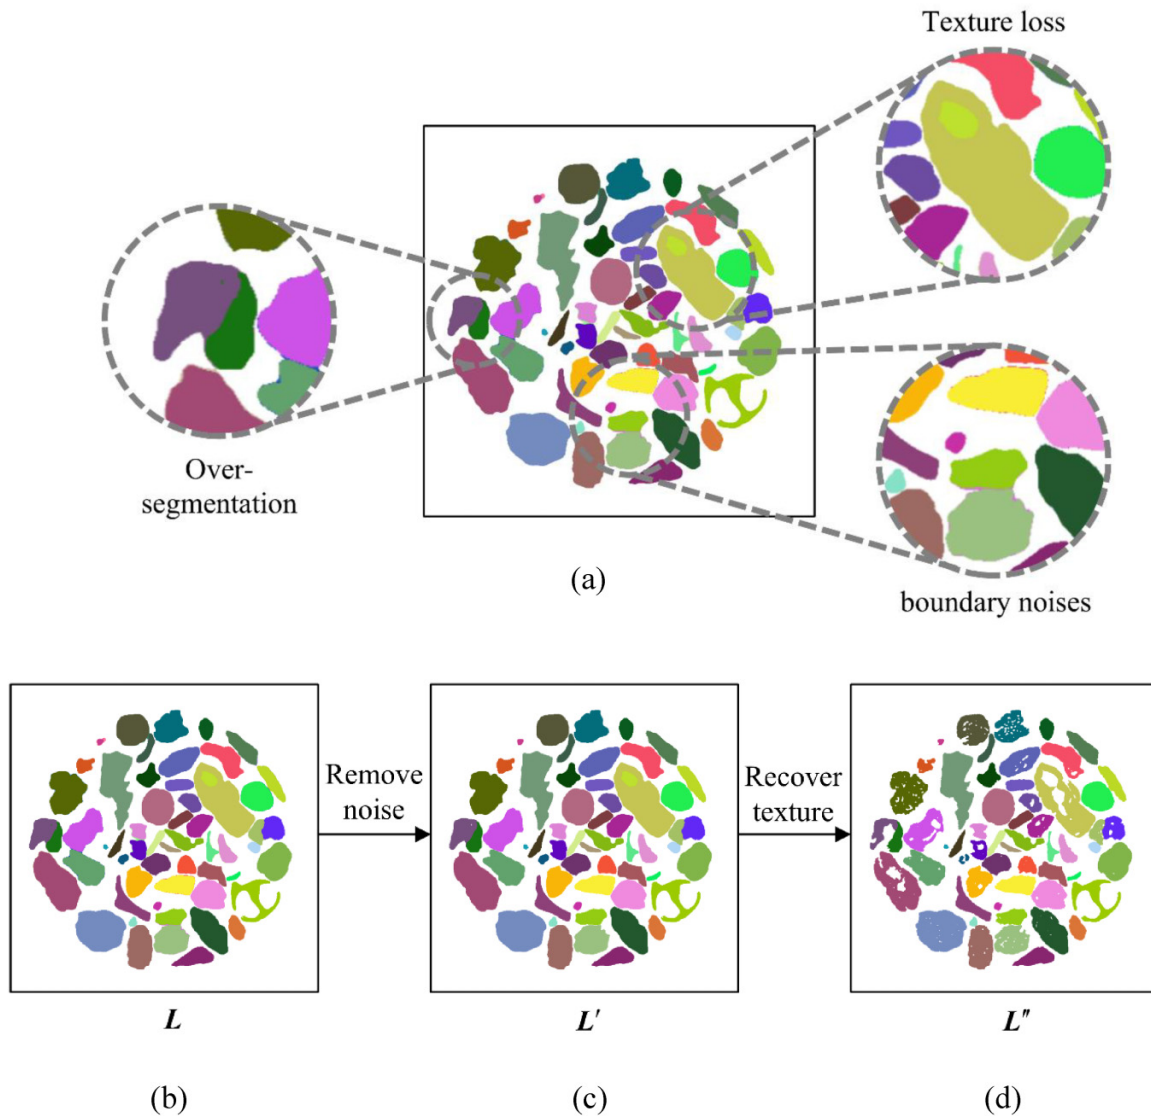 Texture loss
Over-
segmentation
(a)
boundary noises
Remove
noise
Recover
texture
L
L′
L″
(b)
(c)
(d)